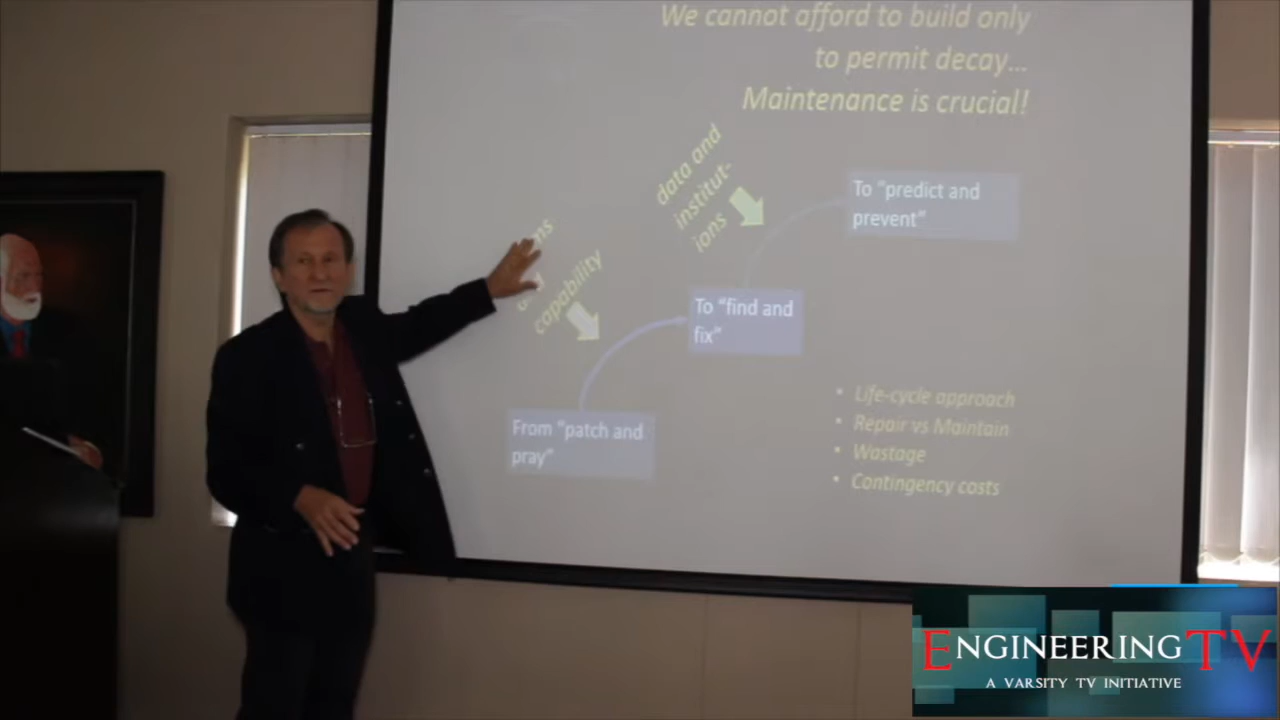 We cannot afford to build only
to permit decay...
Maintenance is crucial!
data and
institut-
ions
To "predict and
prevent"
capability
To "find and
fix"
From "patch and
pray"
• Life-cycle approach
• Repair vs Maintain
• Wastage
• Contingency costs
ENGINEERING TV
A VARSITY TV INITIATIVE